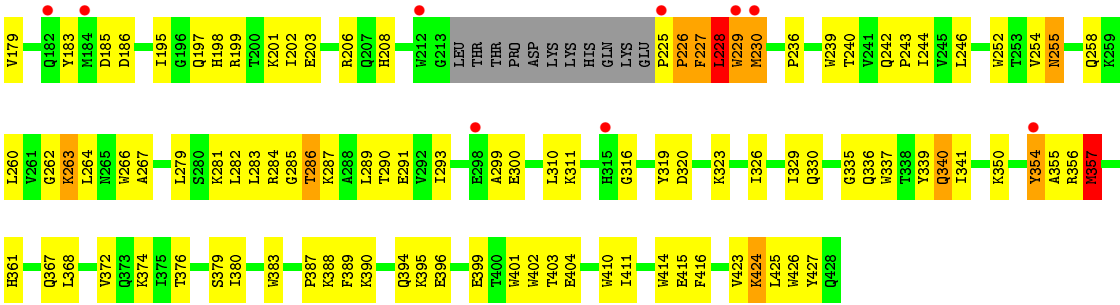 V179 Q182 Y183 M184 D185 D186 I195 G196 Q197 H198 R199 T200 K201 I202 E203 R206 Q207 H208 W212 G213 LEU THR THR PRO ASP LYS LYS HIS GLN LYS GLU P225 P226 F227 L228 W229 M230 P236 W239 T240 V241 Q242 P243 I244 V245 L246 W252 T253 V254 N255 Q258 K259
L260 V261 G262 K263 L264 N265 W266 A267 L279 S280 K281 L282 L283 R284 G285 T286 K287 A288 L289 T290 E291 V292 I293 E298 A299 E300 L310 K311 H315 G316 Y319 D320 K323 I326 I329 Q330 G335 Q336 W337 T338 Y339 Q340 I341 K350 Y354 A355 R356 M357
H361 Q367 L368 V372 Q373 K374 I375 T376 S379 I380 W383 P387 K388 F389 K390 Q394 K395 E396 E399 T400 W401 W402 T403 E404 W410 I411 W414 E415 F416 V423 K424 L425 W426 Y427 Q428